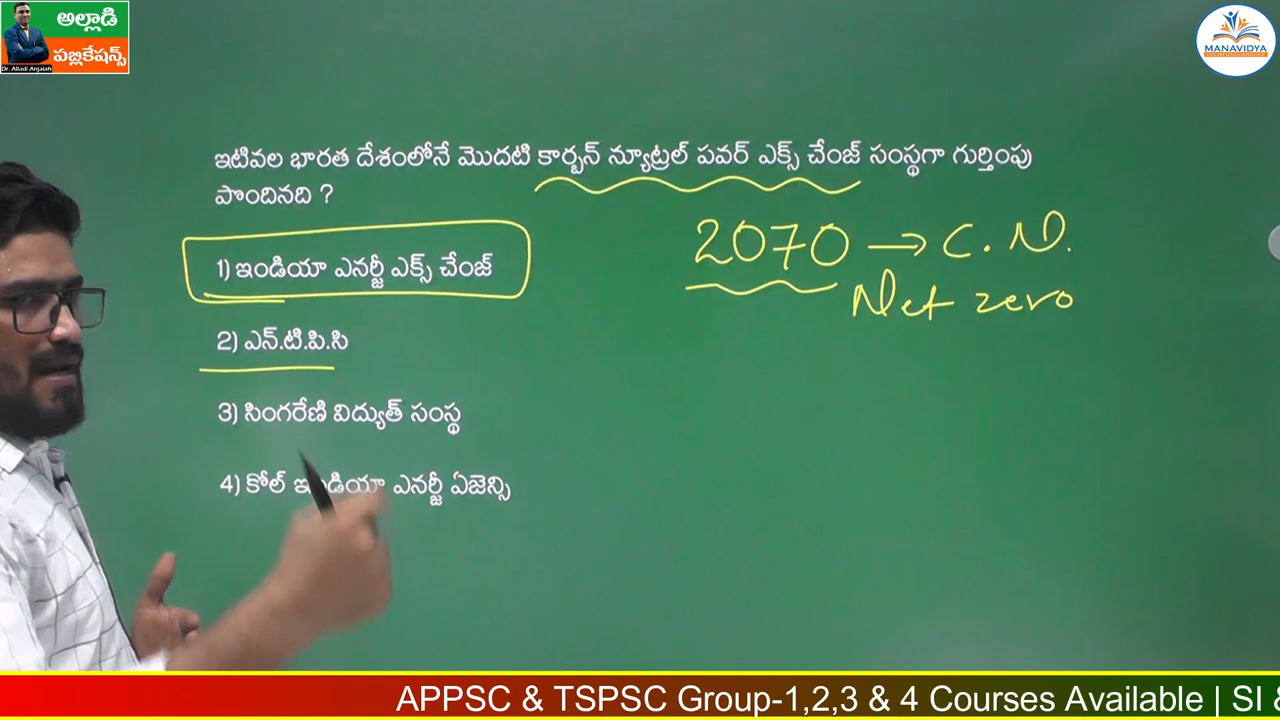 అల్లాడి
పబ్లికేషన్స్
Dr. Alladi Anjaiah
MANAVIDYA
ఇటీవల భారత దేశంలోనే మొదటి కార్బన్ న్యూట్రల్ పవర్ ఎక్స్ చేంజ్ సంస్థగా గుర్తింపు
పొందినది ?
2070 → C. N.
Net zero
1) ఇండియా ఎనర్జీ ఎక్స్ చేంజ్
2) ఎన్.టి.పి.సి
3) సింగరేణి విద్యుత్ సంస్థ
4) కోల్ ఇండియా ఎనర్జీ ఏజెన్సి
APPSC & TSPSC Group-1,2,3 & 4 Courses Available | SI &